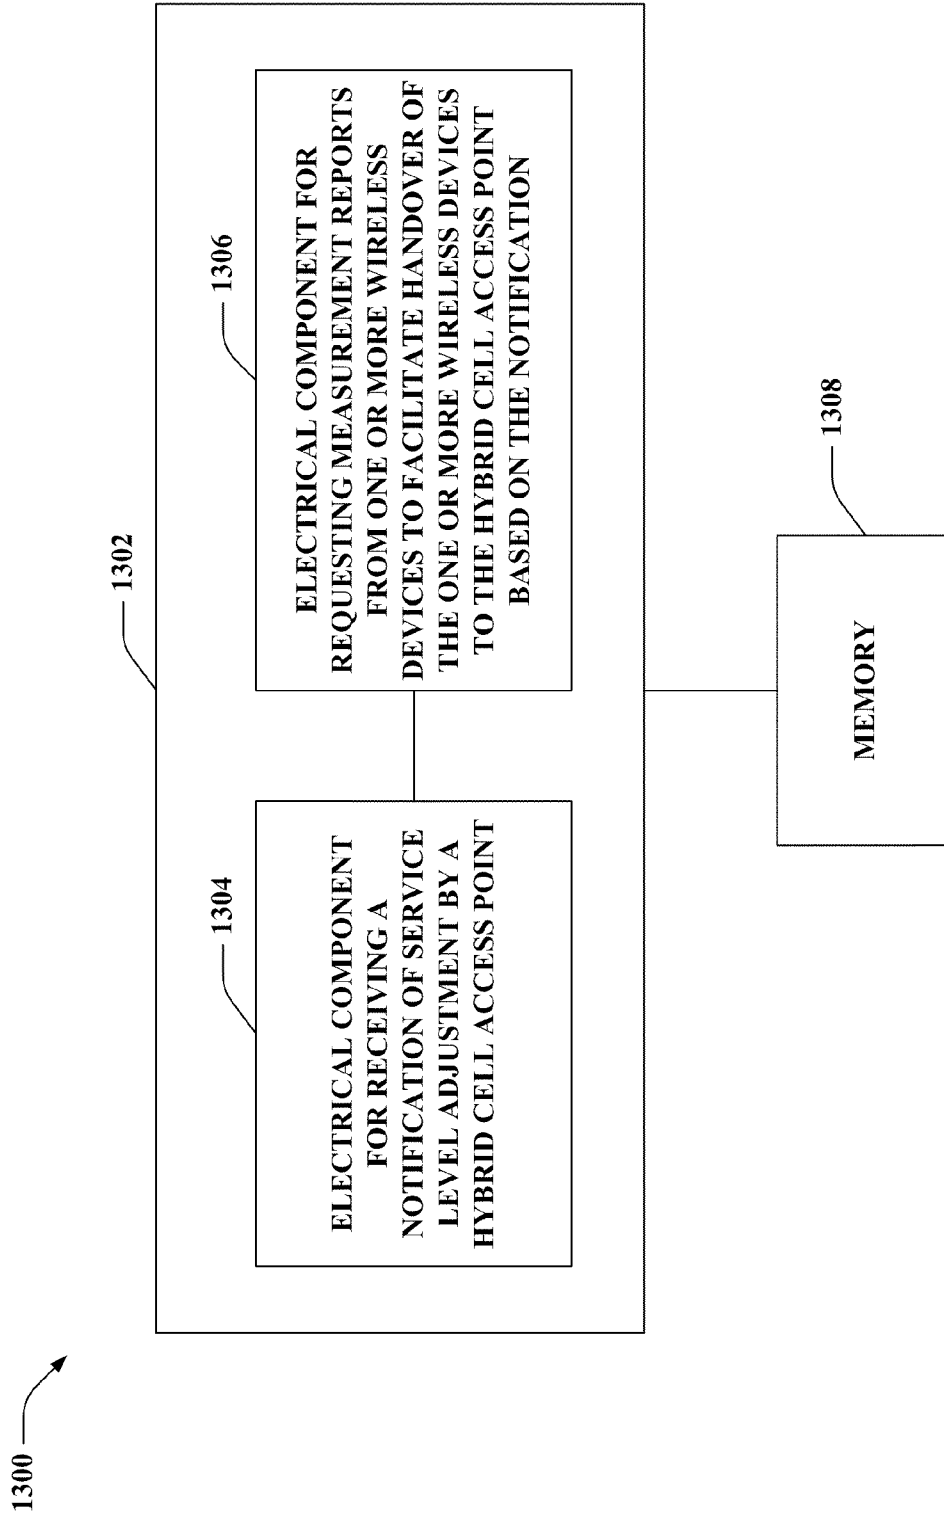 1300
1302
1304
ELECTRICAL COMPONENT
FOR RECEIVING A
NOTIFICATION OF SERVICE
LEVEL ADJUSTMENT BY A
HYBRID CELL ACCESS POINT
1306
ELECTRICAL COMPONENT FOR
REQUESTING MEASUREMENT REPORTS
FROM ONE OR MORE WIRELESS
DEVICES TO FACILITATE HANDOVER OF
THE ONE OR MORE WIRELESS DEVICES
TO THE HYBRID CELL ACCESS POINT
BASED ON THE NOTIFICATION
1308
MEMORY